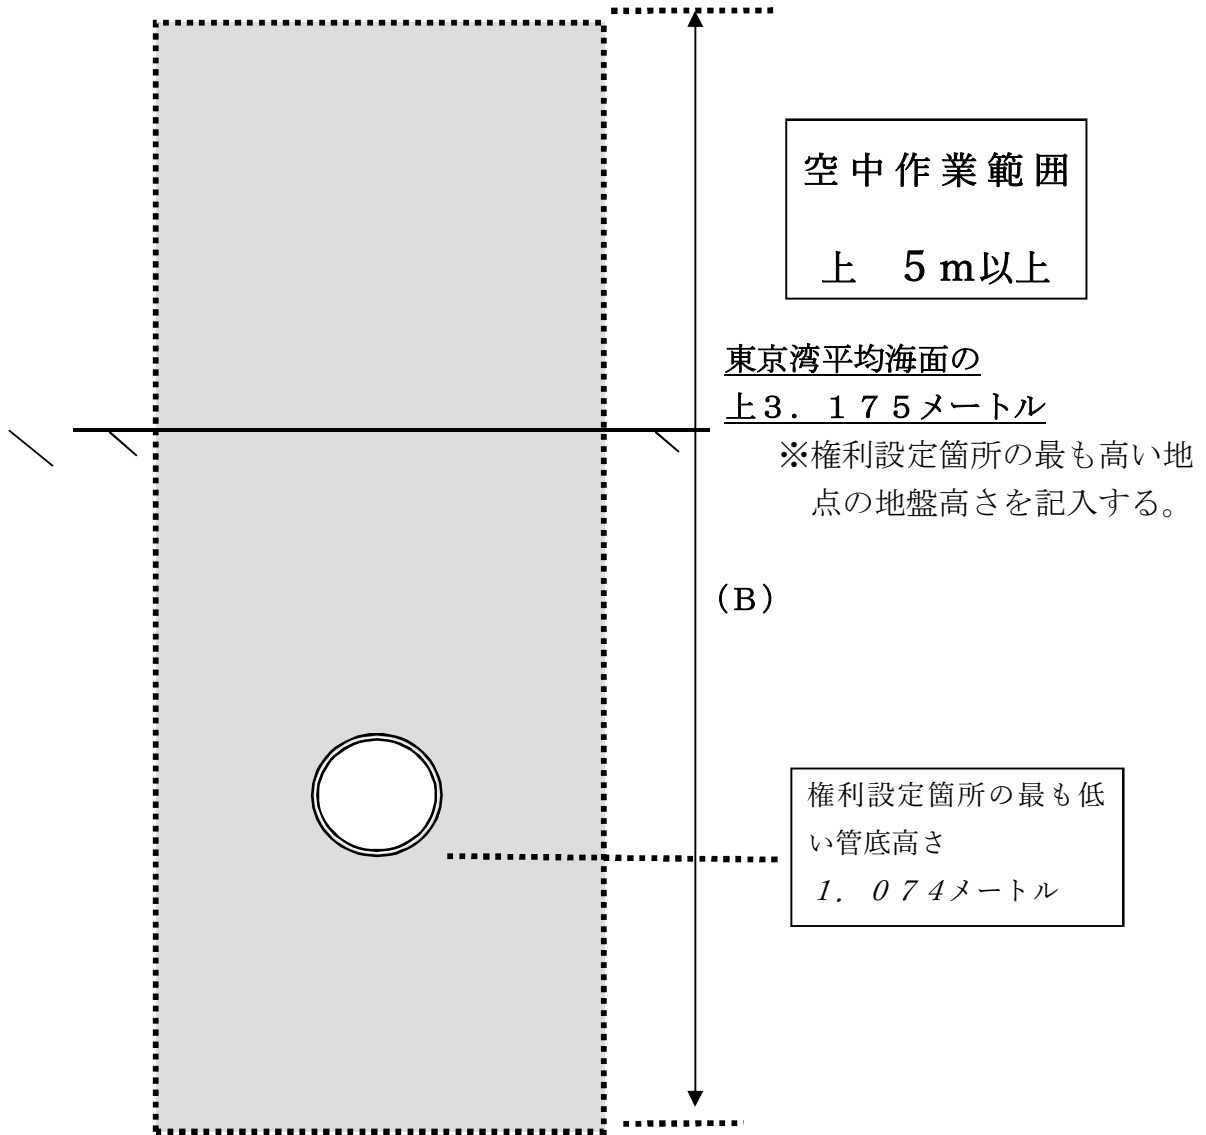 空中作業範囲
上　５ｍ以上
東京湾平均海面の
上３．１７５メートル
※権利設定箇所の最も高い地
点の地盤高さを記入する。
（Ｂ）
権利設定箇所の最も低
い管底高さ
１．０７４メートル